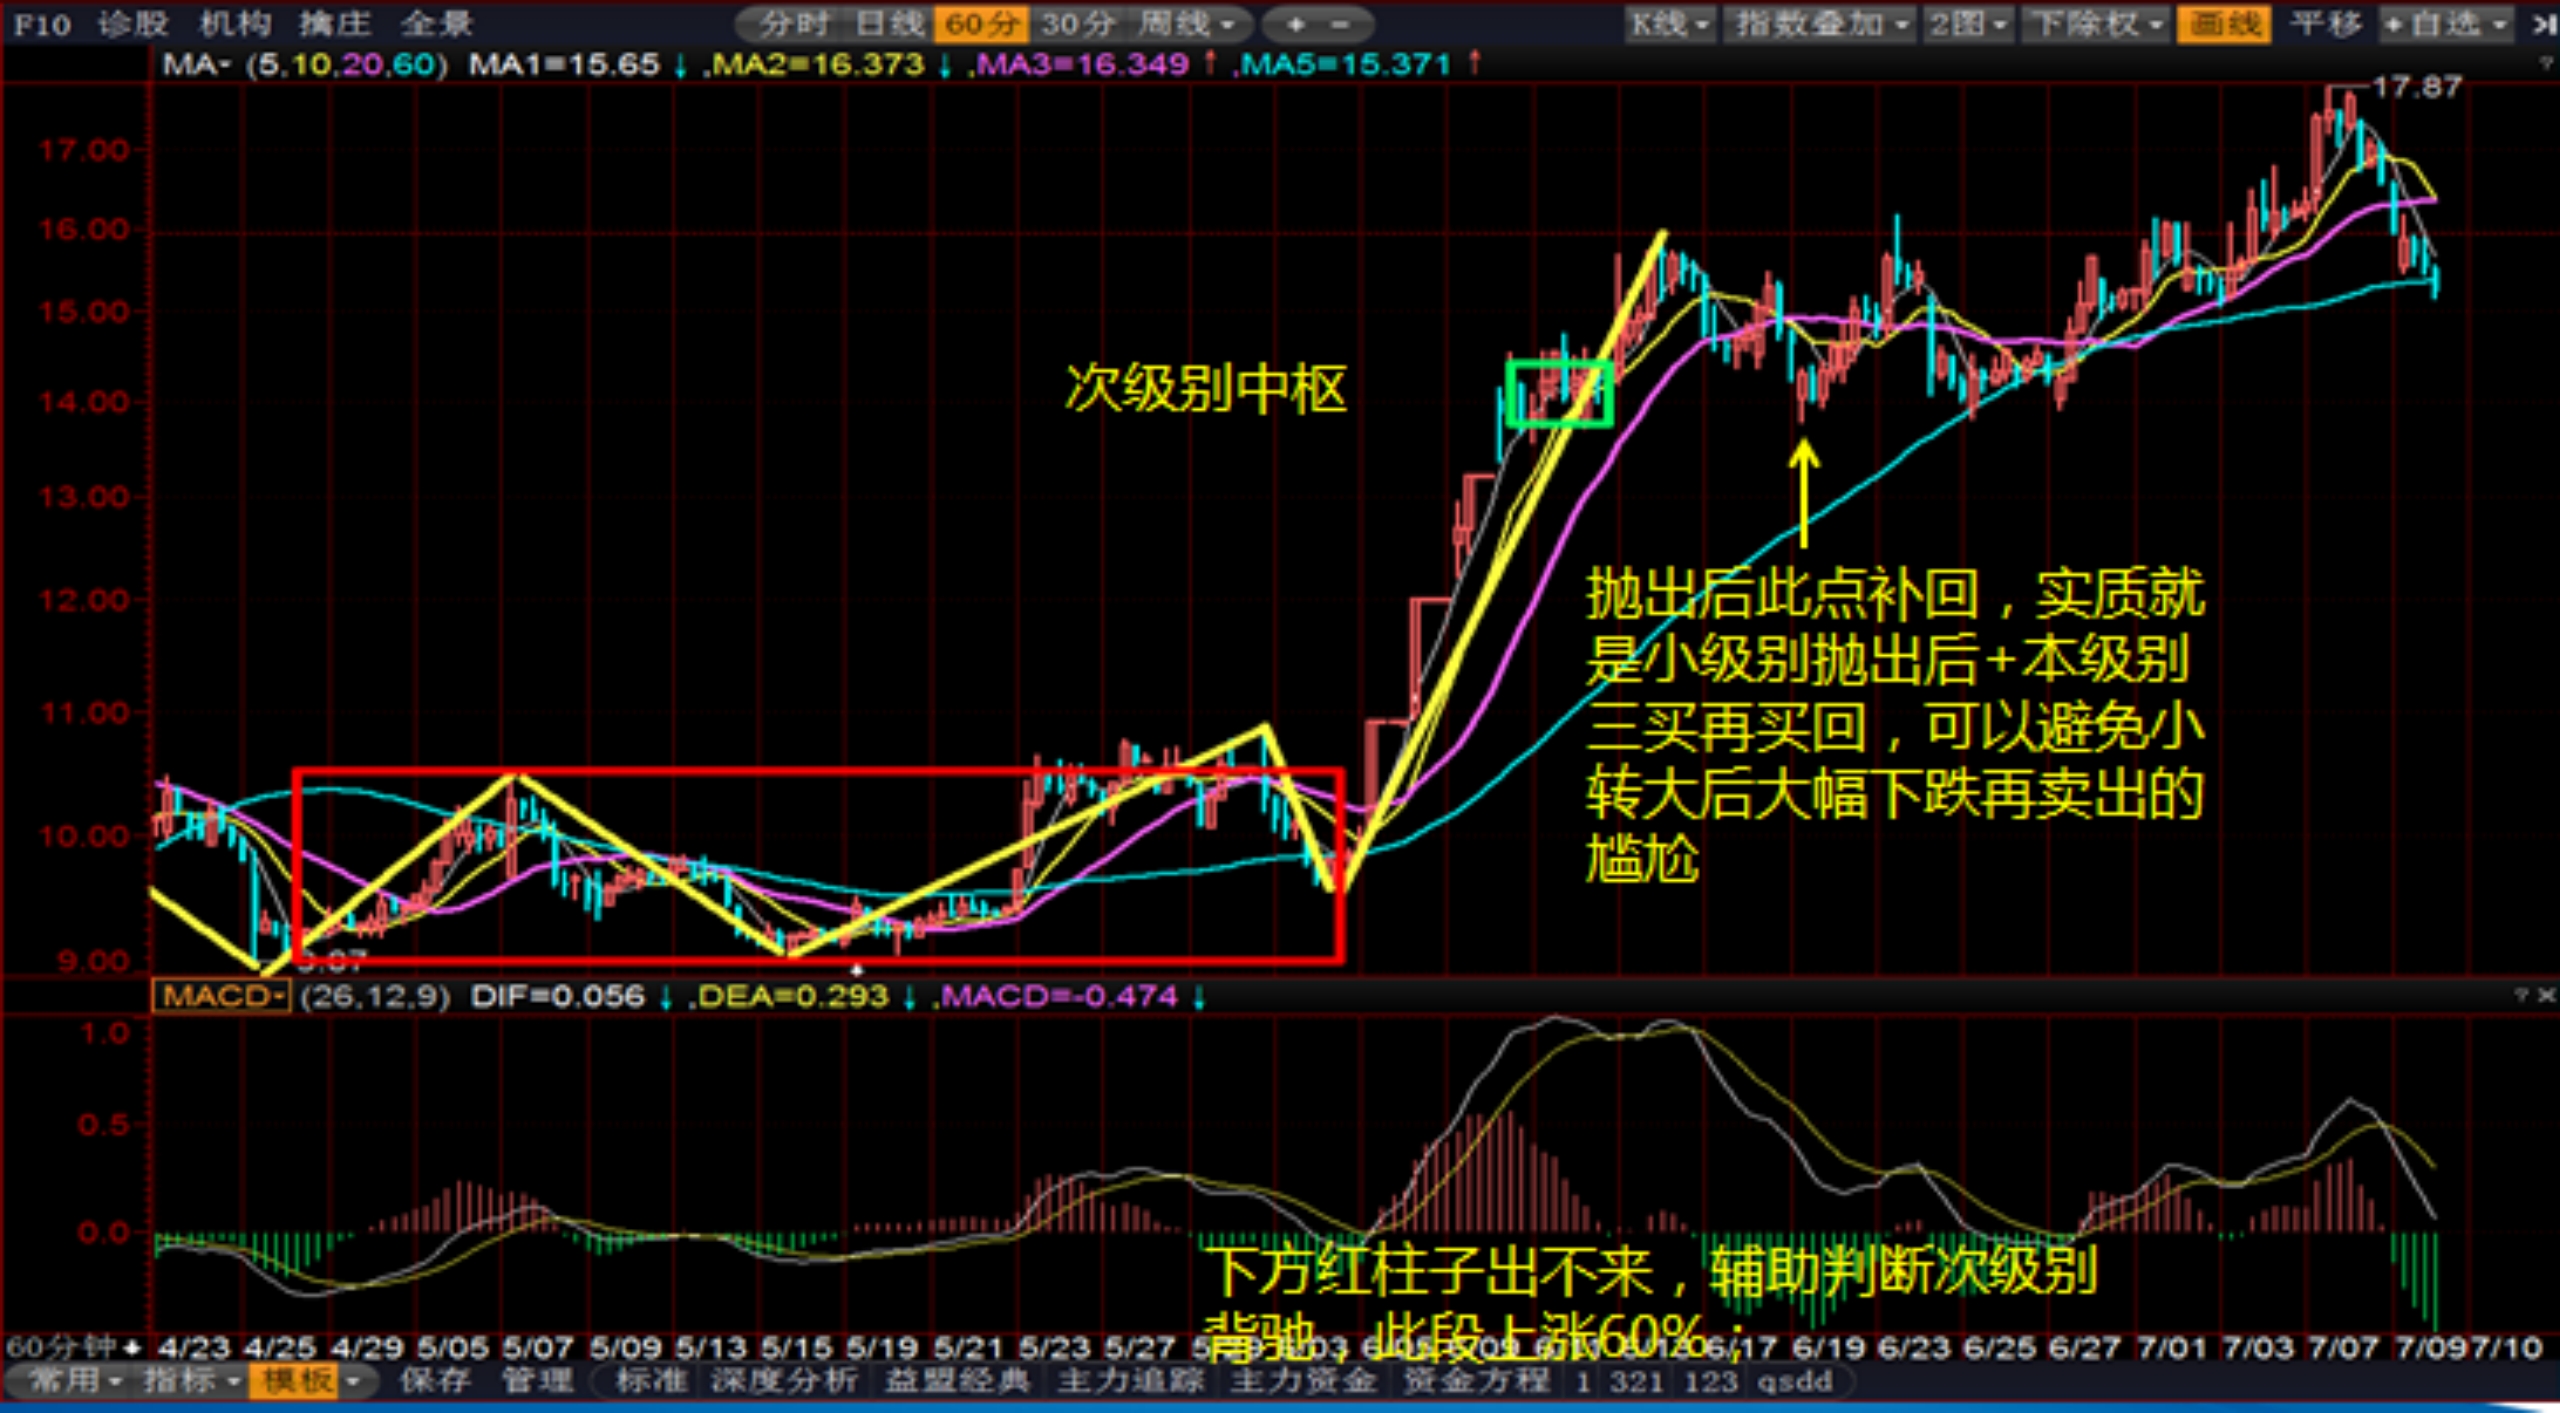 F10 诊股 机构 擒庄 全景 分时 日线 60分 30分 周线 + - K线 指数叠加 2图 下除权 画线 平移 +自选
MA (5,10,20,60) MA1=15.65 ↓ ,MA2=16.373 ↓ ,MA3=16.349 ↑ ,MA5=15.371 ↑
17.87
17.00
16.00
15.00
14.00
13.00
12.00
11.00
10.00
9.00
次级别中枢
抛出后此点补回，实质就
是小级别抛出后+本级别
三买再买回，可以避免小
转大后大幅下跌再卖出的
尴尬
MACD (26,12,9) DIF=0.056 ↓ ,DEA=0.293 ↓ ,MACD=-0.474 ↓
1.0
0.5
0.0
下方红柱子出不来，辅助判断次级别
背驰，此段上涨60%；
60分钟 4/23 4/25 4/29 5/05 5/07 5/09 5/13 5/15 5/19 5/21 5/23 5/27 6/17 6/19 6/23 6/25 6/27 7/01 7/03 7/07 7/09 7/10
常用 指标 模板 保存 管理 标准 深度分析 益盟经典 主力追踪 主力资金 资金方程 1 321 123 qsdd